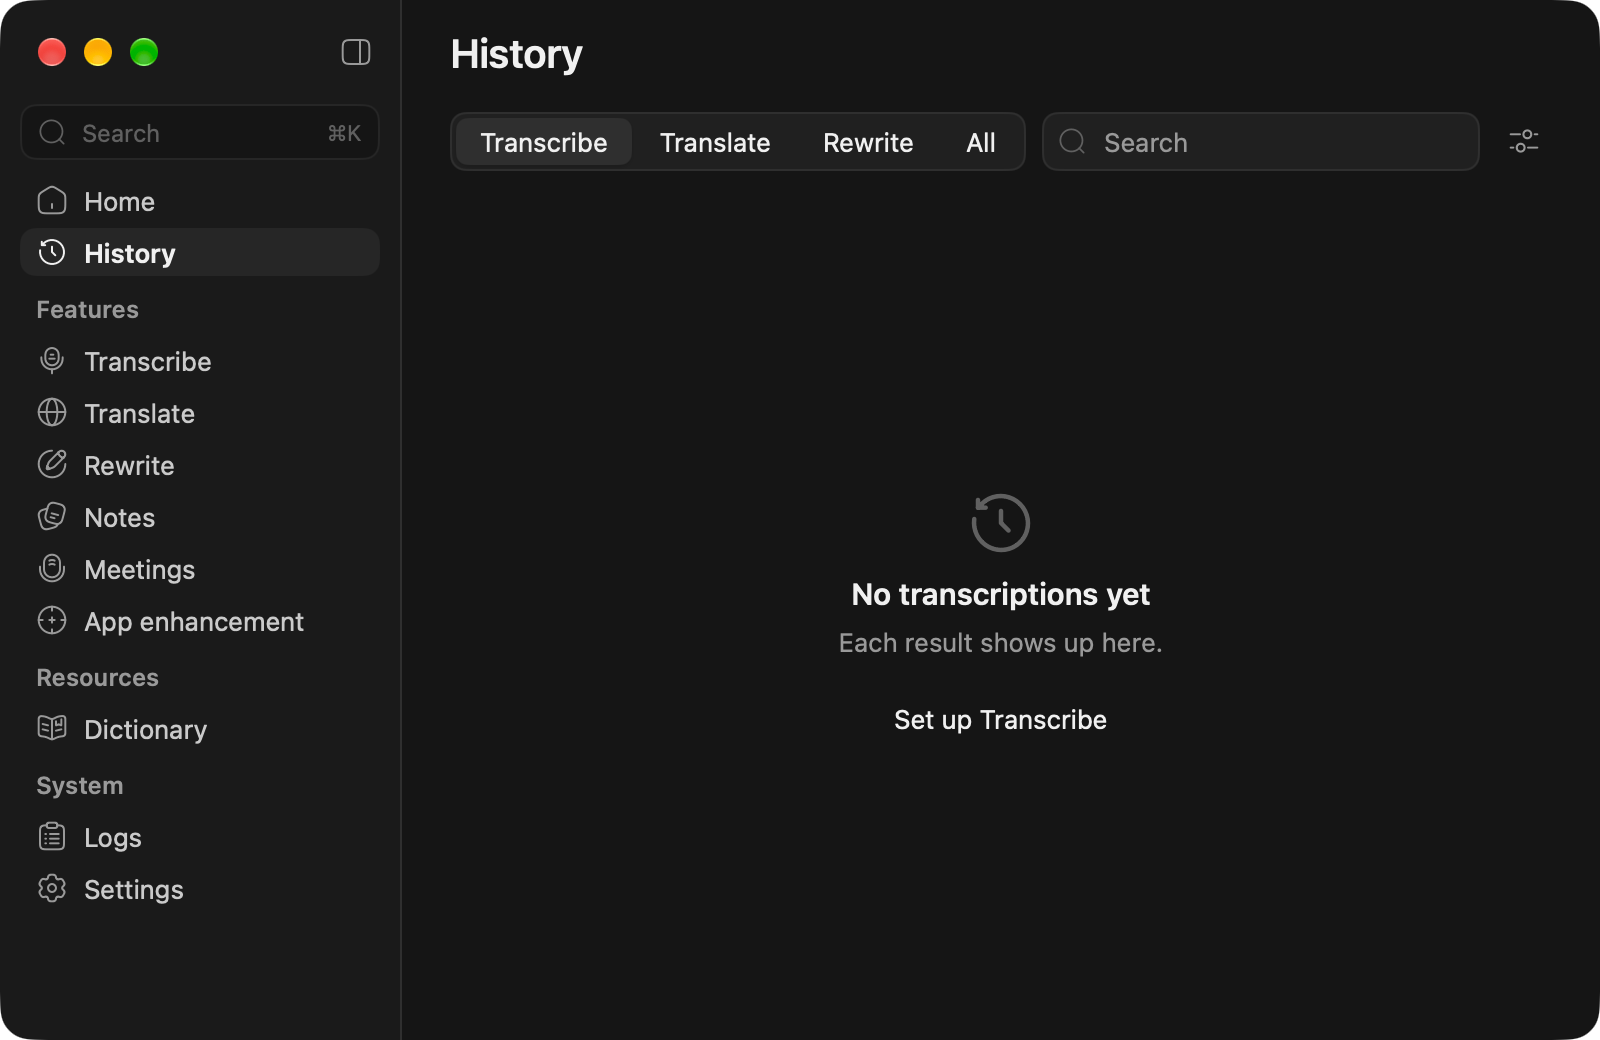 Search ⌘K
Home
History
Features
Transcribe
Translate
Rewrite
Notes
Meetings
App enhancement
Resources
Dictionary
System
Logs
Settings
History
Transcribe Translate Rewrite All Search
No transcriptions yet
Each result shows up here.
Set up Transcribe